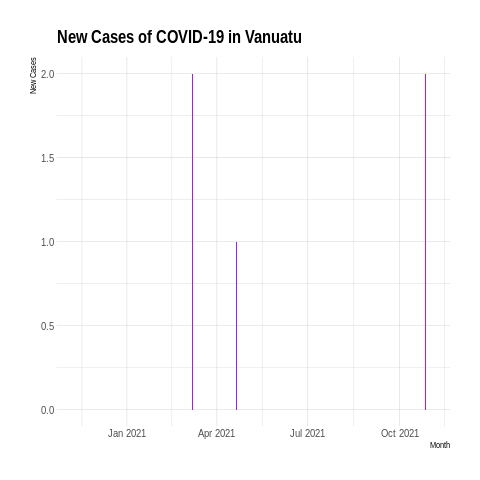 New Cases of COVID-19 in Vanuatu
New Cases
2.0
1.5
1.0
0.5
0.0
Jan 2021 Apr 2021 Jul 2021 Oct 2021
Month